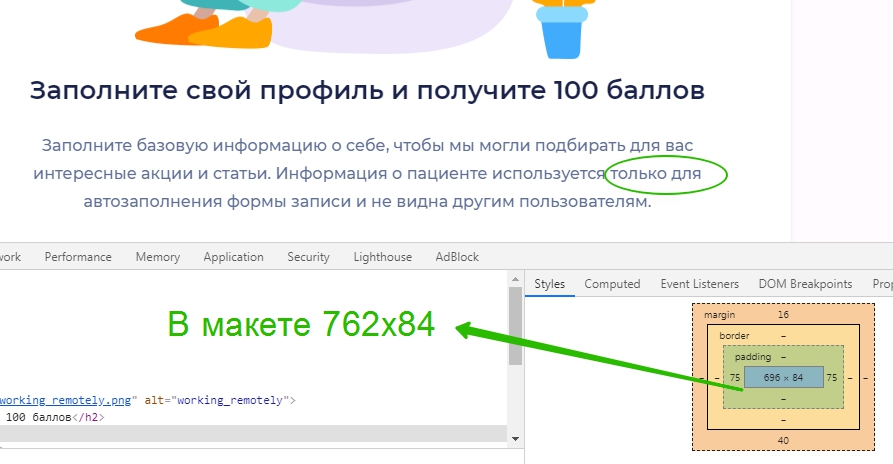 Заполните свой профиль и получите 100 баллов
Заполните базовую информацию о себе, чтобы мы могли подбирать для вас
интересные акции и статьи. Информация о пациенте используется только для
автозаполнения формы записи и не видна другим пользователям.
work Performance Memory Application Security Lighthouse AdBlock
Styles Computed Event Listeners DOM Breakpoints Prop
В макете 762х84
margin 16
border –
padding –
– – 75 696 × 84 75 – –
–
–
40
working_remotely.png" alt="working_remotely">
100 баллов</h2>